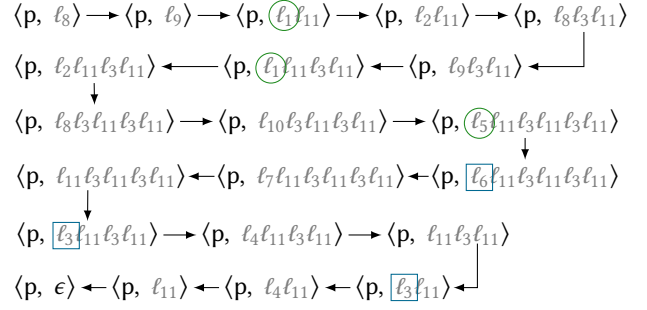 ⟨p, ℓ₈⟩ → ⟨p, ℓ₉⟩ → ⟨p, ℓ₁ℓ₁₁⟩ → ⟨p, ℓ₂ℓ₁₁⟩ → ⟨p, ℓ₈ℓ₃ℓ₁₁⟩
⟨p, ℓ₂ℓ₁₁ℓ₃ℓ₁₁⟩ ← ⟨p, ℓ₁ℓ₁₁ℓ₃ℓ₁₁⟩ ← ⟨p, ℓ₉ℓ₃ℓ₁₁⟩
⟨p, ℓ₈ℓ₃ℓ₁₁ℓ₃ℓ₁₁⟩ → ⟨p, ℓ₁₀ℓ₃ℓ₁₁ℓ₃ℓ₁₁⟩ → ⟨p, ℓ₅ℓ₁₁ℓ₃ℓ₁₁ℓ₃ℓ₁₁⟩
⟨p, ℓ₁₁ℓ₃ℓ₁₁ℓ₃ℓ₁₁⟩ ← ⟨p, ℓ₇ℓ₁₁ℓ₃ℓ₁₁ℓ₃ℓ₁₁⟩ ← ⟨p, ℓ₆ℓ₁₁ℓ₃ℓ₁₁ℓ₃ℓ₁₁⟩
⟨p, ℓ₃ℓ₁₁ℓ₃ℓ₁₁⟩ → ⟨p, ℓ₄ℓ₁₁ℓ₃ℓ₁₁⟩ → ⟨p, ℓ₁₁ℓ₃ℓ₁₁⟩
⟨p, ϵ⟩ ← ⟨p, ℓ₁₁⟩ ← ⟨p, ℓ₄ℓ₁₁⟩ ← ⟨p, ℓ₃ℓ₁₁⟩